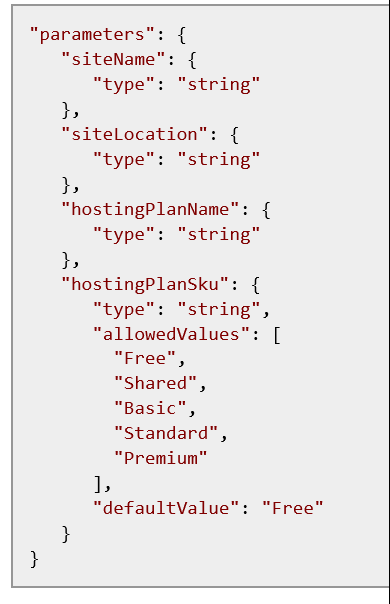 "parameters": {
   "siteName": {
      "type": "string"
   },
   "siteLocation": {
      "type": "string"
   },
   "hostingPlanName": {
      "type": "string"
   },
   "hostingPlanSku": {
      "type": "string",
      "allowedValues": [
        "Free",
        "Shared",
        "Basic",
        "Standard",
        "Premium"
      ],
      "defaultValue": "Free"
   }
}